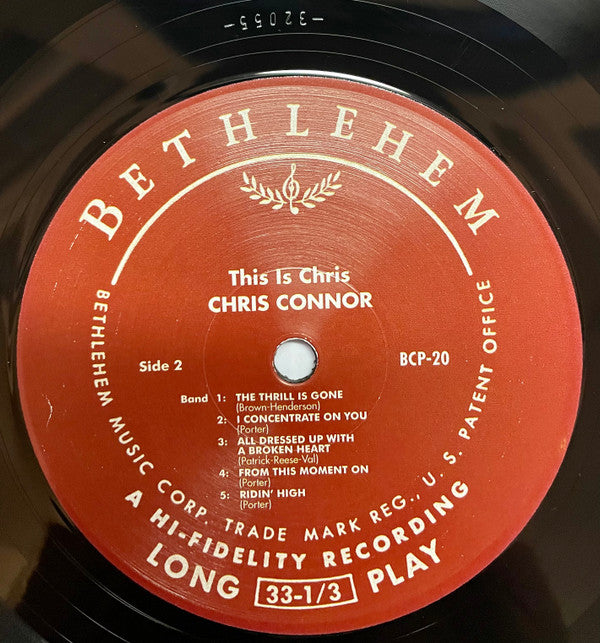 -32055-
BETHLEHEM
This Is Chris
CHRIS CONNOR
Side 2
BCP-20
Band 1: THE THRILL IS GONE
(Brown-Henderson)
2: I CONCENTRATE ON YOU
(Porter)
3: ALL DRESSED UP WITH
A BROKEN HEART
(Patrick-Reese-Val)
4: FROM THIS MOMENT ON
(Porter)
5: RIDIN' HIGH
(Porter)
BETHLEHEM MUSIC CORP. TRADE MARK REG., U. S. PATENT OFFICE
A HI-FIDELITY RECORDING
LONG 33-1/3 PLAY